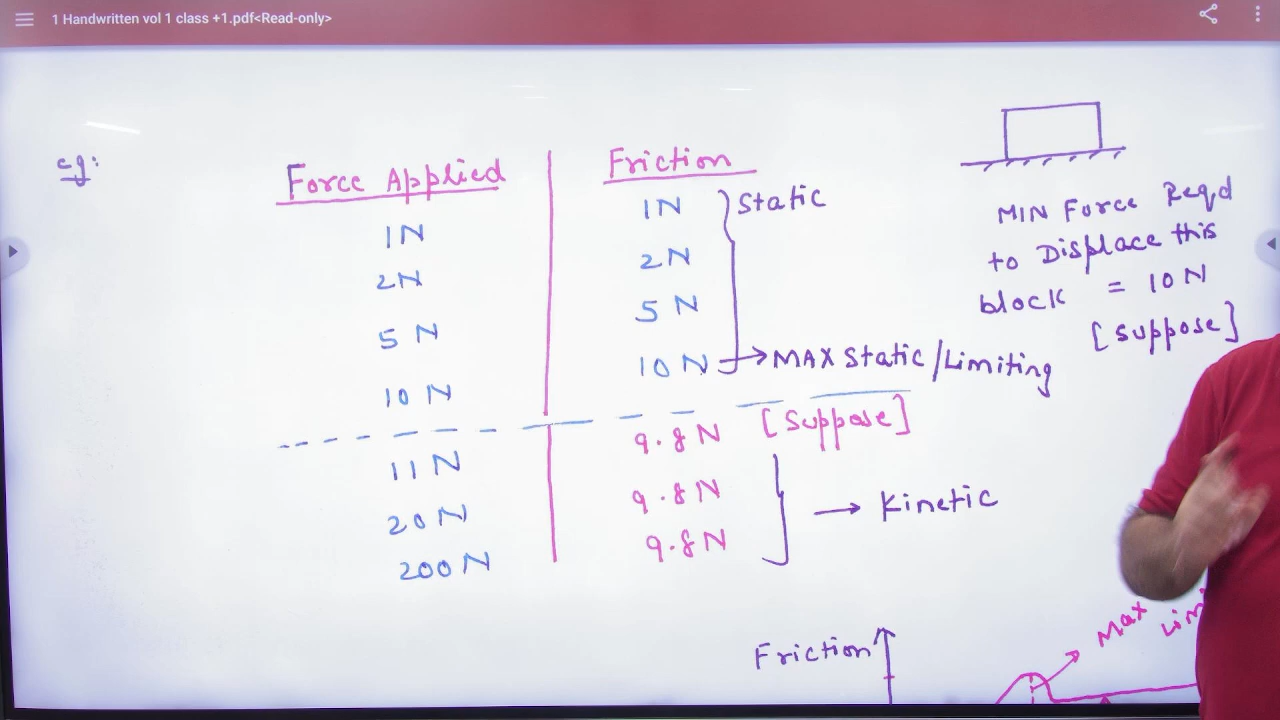 1 Handwritten vol 1 class +1.pdf<Read-only>
eg:
Force Applied
Friction
1N
1N
Static
2N
2N
5N
5N
10N
10N → MAX Static/Limiting
11N
9.8N [Suppose]
20N
9.8N
→ Kinetic
200N
9.8N
MIN Force Reqd
to Displace this
block = 10N
[Suppose]
Friction
Max